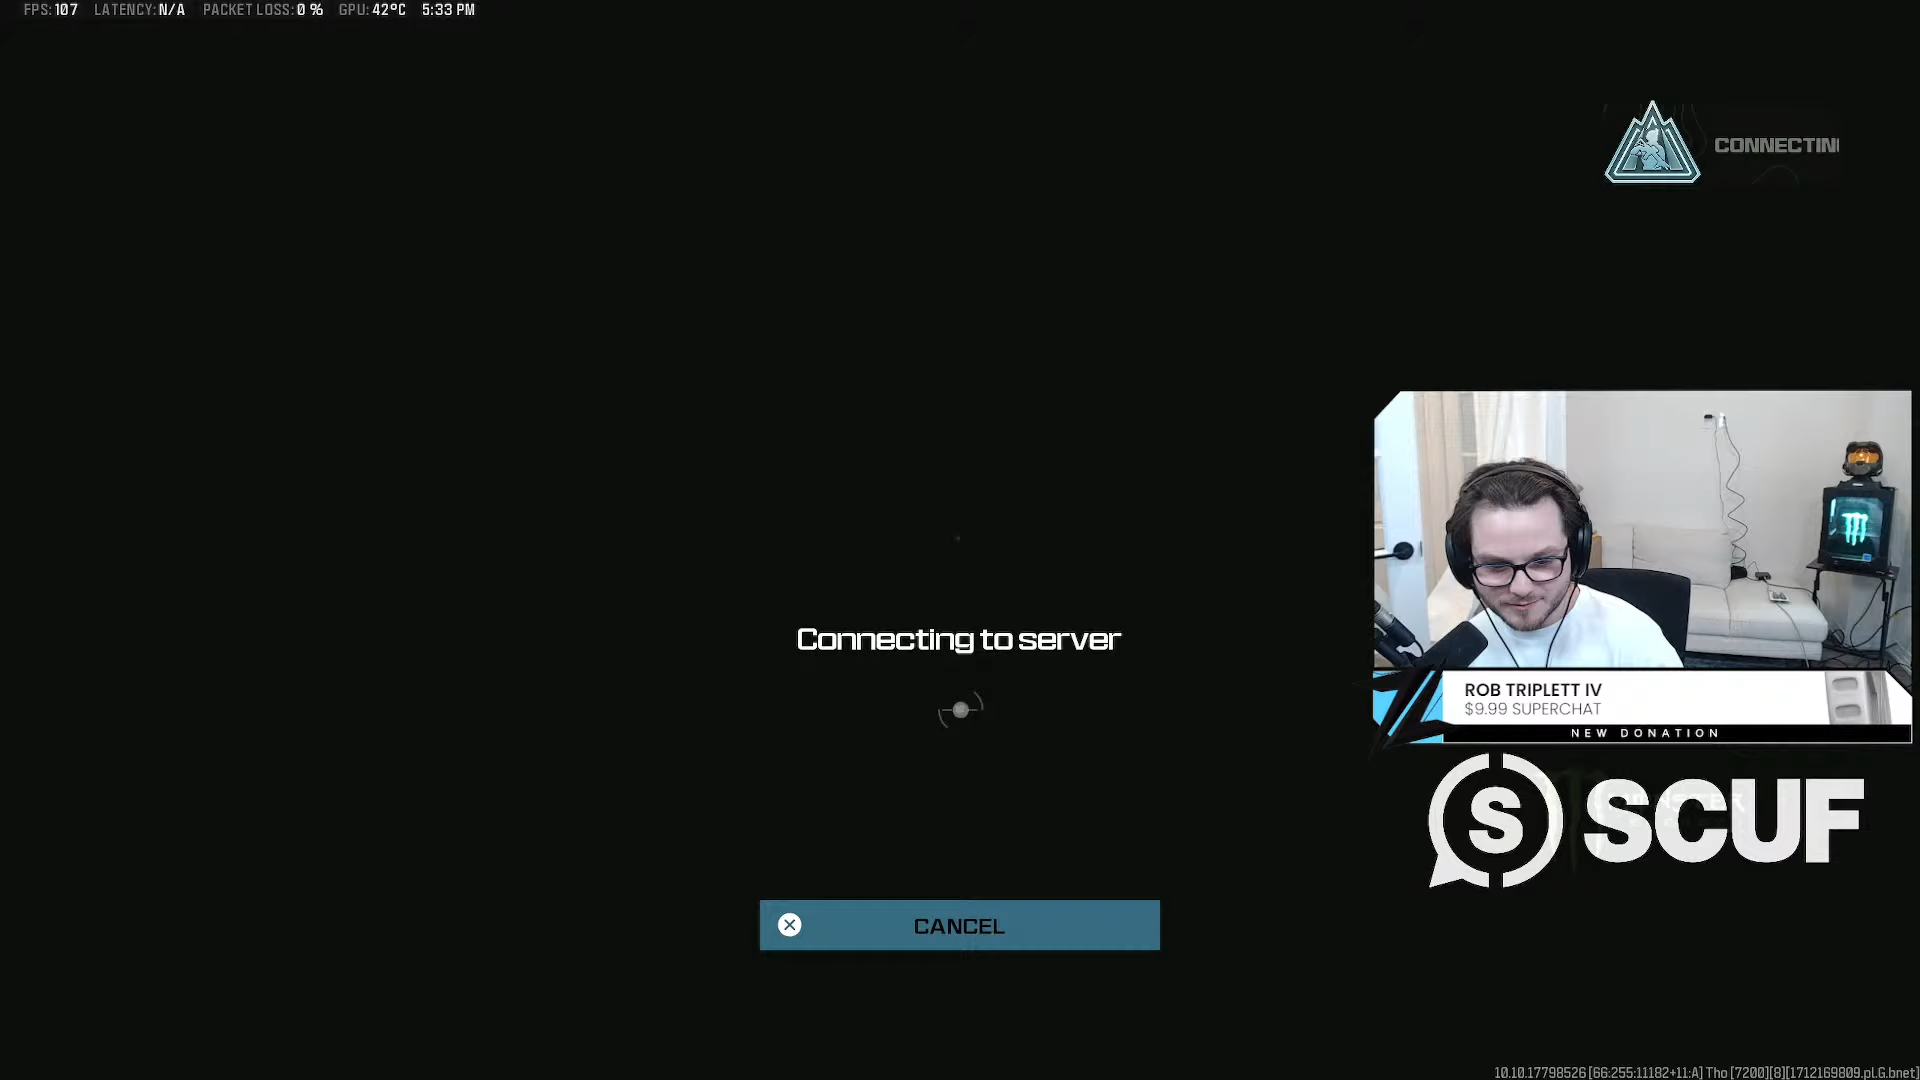 FPS: 107 LATENCY: N/A PACKET LOSS: 0 % GPU: 42°C 5:33 PM
CONNECTIN
Connecting to server
ROB TRIPLETT IV
$9.99 SUPERCHAT
NEW DONATION
S SCUF
CANCEL
10.10.17798526 [66:255:11182+11:A] Tho [7200][8][1712169809.pl.G.bnet]